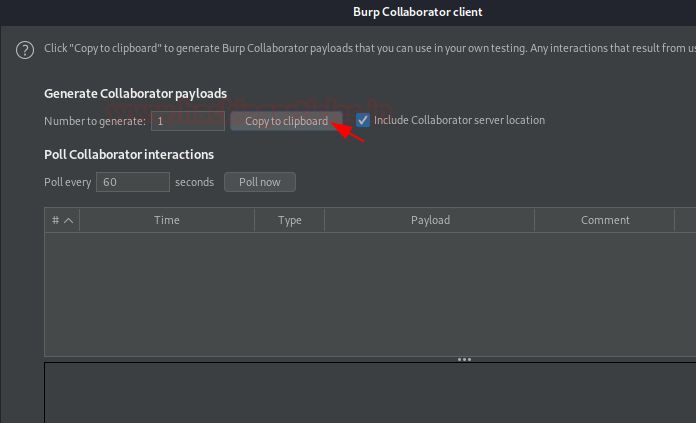 Burp Collaborator client
Click "Copy to clipboard" to generate Burp Collaborator payloads that you can use in your own testing. Any interactions that result from us
Generate Collaborator payloads
Number to generate: 1 Copy to clipboard Include Collaborator server location
Poll Collaborator interactions
Poll every 60 seconds Poll now
# Time Type Payload Comment